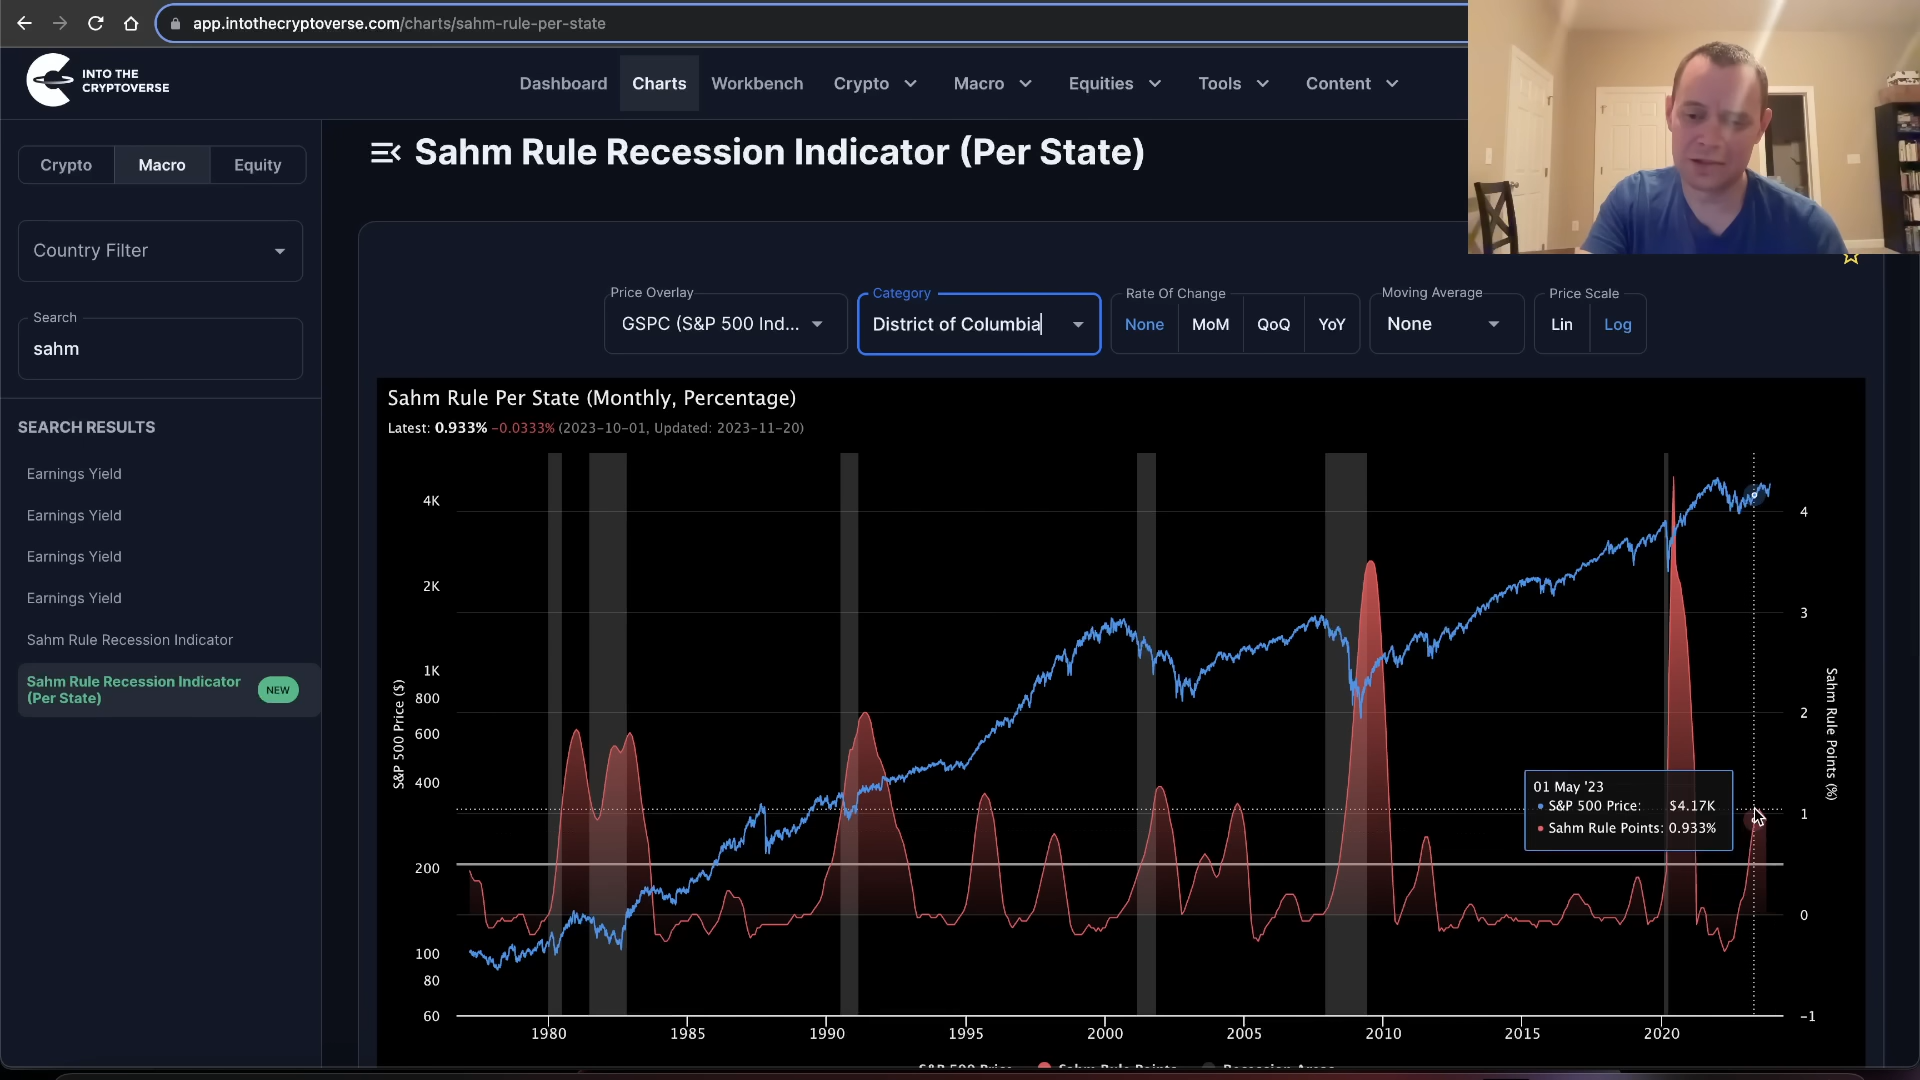 app.intothecryptoverse.com/charts/sahm-rule-per-state
INTO THE
CRYPTOVERSE
Dashboard
Charts
Workbench
Crypto
Macro
Equities
Tools
Content
Crypto
Macro
Equity
Country Filter
Search
sahm
SEARCH RESULTS
Earnings Yield
Earnings Yield
Earnings Yield
Earnings Yield
Sahm Rule Recession Indicator
Sahm Rule Recession Indicator
(Per State)
NEW
Sahm Rule Recession Indicator (Per State)
Price Overlay
GSPC (S&P 500 Ind...
Category
District of Columbia
Rate Of Change
None
MoM
QoQ
YoY
Moving Average
None
Price Scale
Lin
Log
Sahm Rule Per State (Monthly, Percentage)
Latest: 0.933% -0.0333% (2023-10-01, Updated: 2023-11-20)
4K
2K
1K
800
600
400
200
100
80
60
S&P 500 Price ($)
4
3
2
1
0
-1
Sahm Rule Points (%)
01 May '23
S&P 500 Price: $4.17K
Sahm Rule Points: 0.933%
1980
1985
1990
1995
2000
2005
2010
2015
2020
S&P 500 Price
Sahm Rule Points
Recession Areas